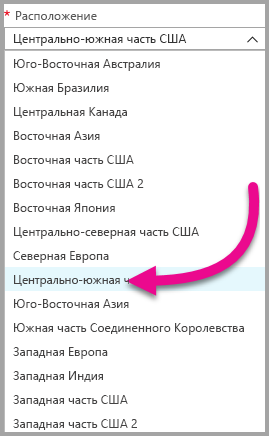 * Расположение
Центрально-южная часть США
Юго-Восточная Австралия
Южная Бразилия
Центральная Канада
Восточная Азия
Восточная часть США
Восточная часть США 2
Восточная Япония
Центрально-северная часть США
Северная Европа
Центрально-южная
Юго-Восточная Азия
Южная часть Соединенного Королевства
Западная Европа
Западная Индия
Западная часть США
Западная часть США 2